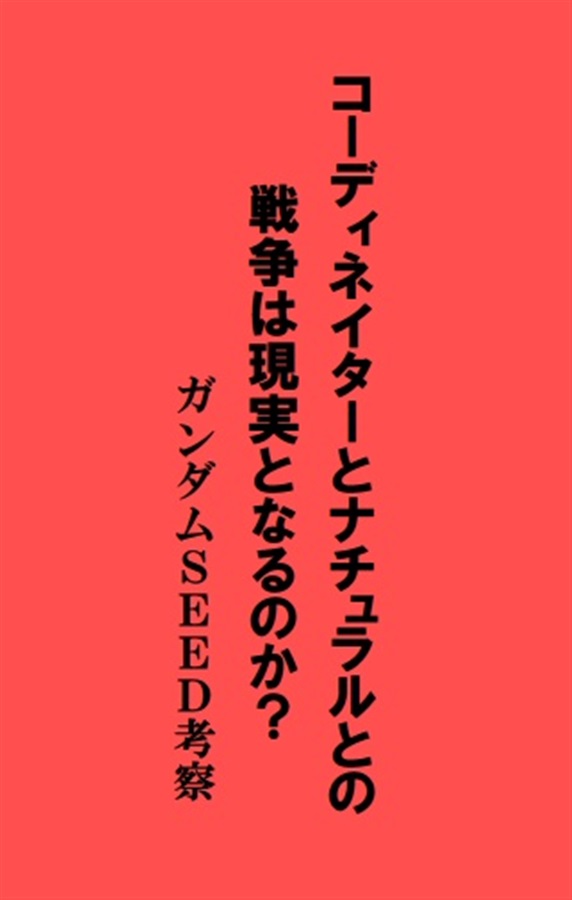 コーディネイターとナチュラルとの
戦争は現実となるのか？
ガンダムＳＥＥＤ考察